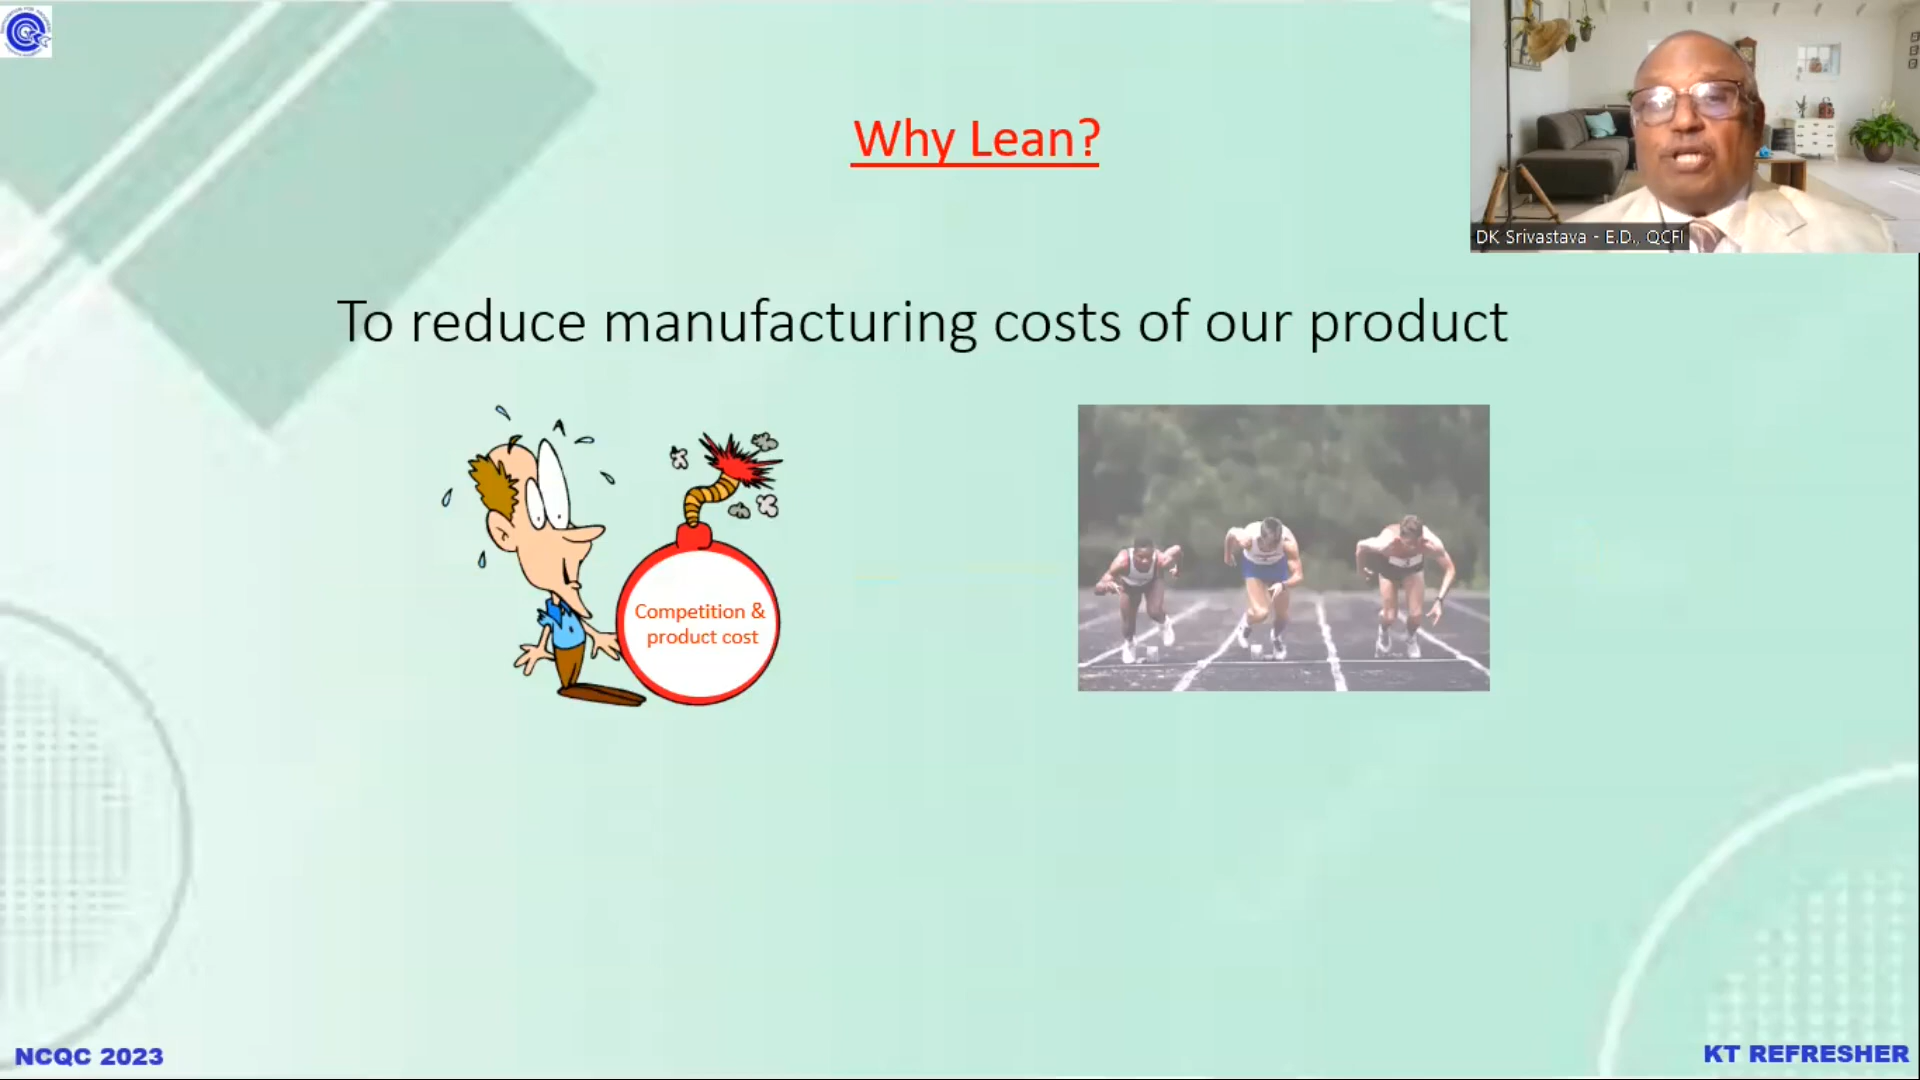 Why Lean?
DK Srivastava - E.D., QCFI
To reduce manufacturing costs of our product
Competition &
product cost
NCQC 2023
KT REFRESHER